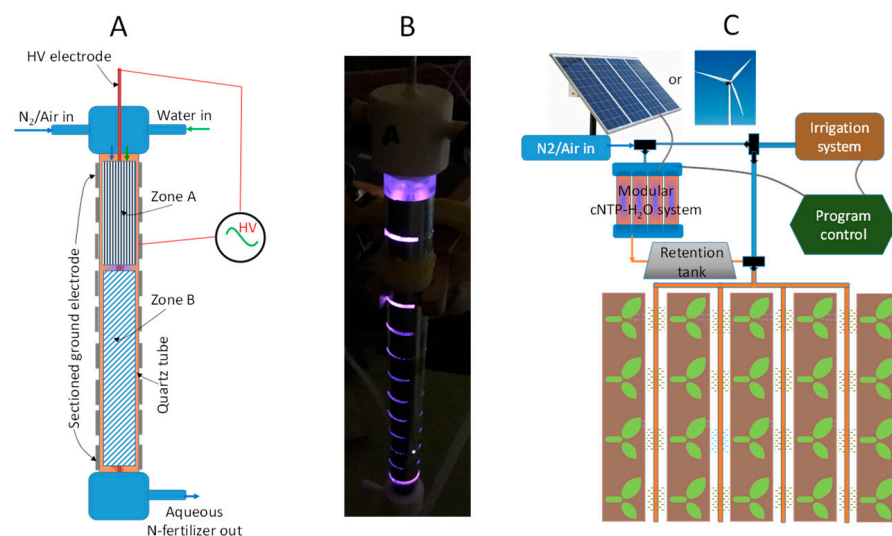 A
HV electrode
N₂/Air in
Water in
Zone A
HV
Zone B
Sectioned ground electrode
Quartz tube
Aqueous
N-fertilizer out
B
A
C
or
N2/Air in
Irrigation
system
Modular
cNTP-H₂O system
Program
control
Retention
tank